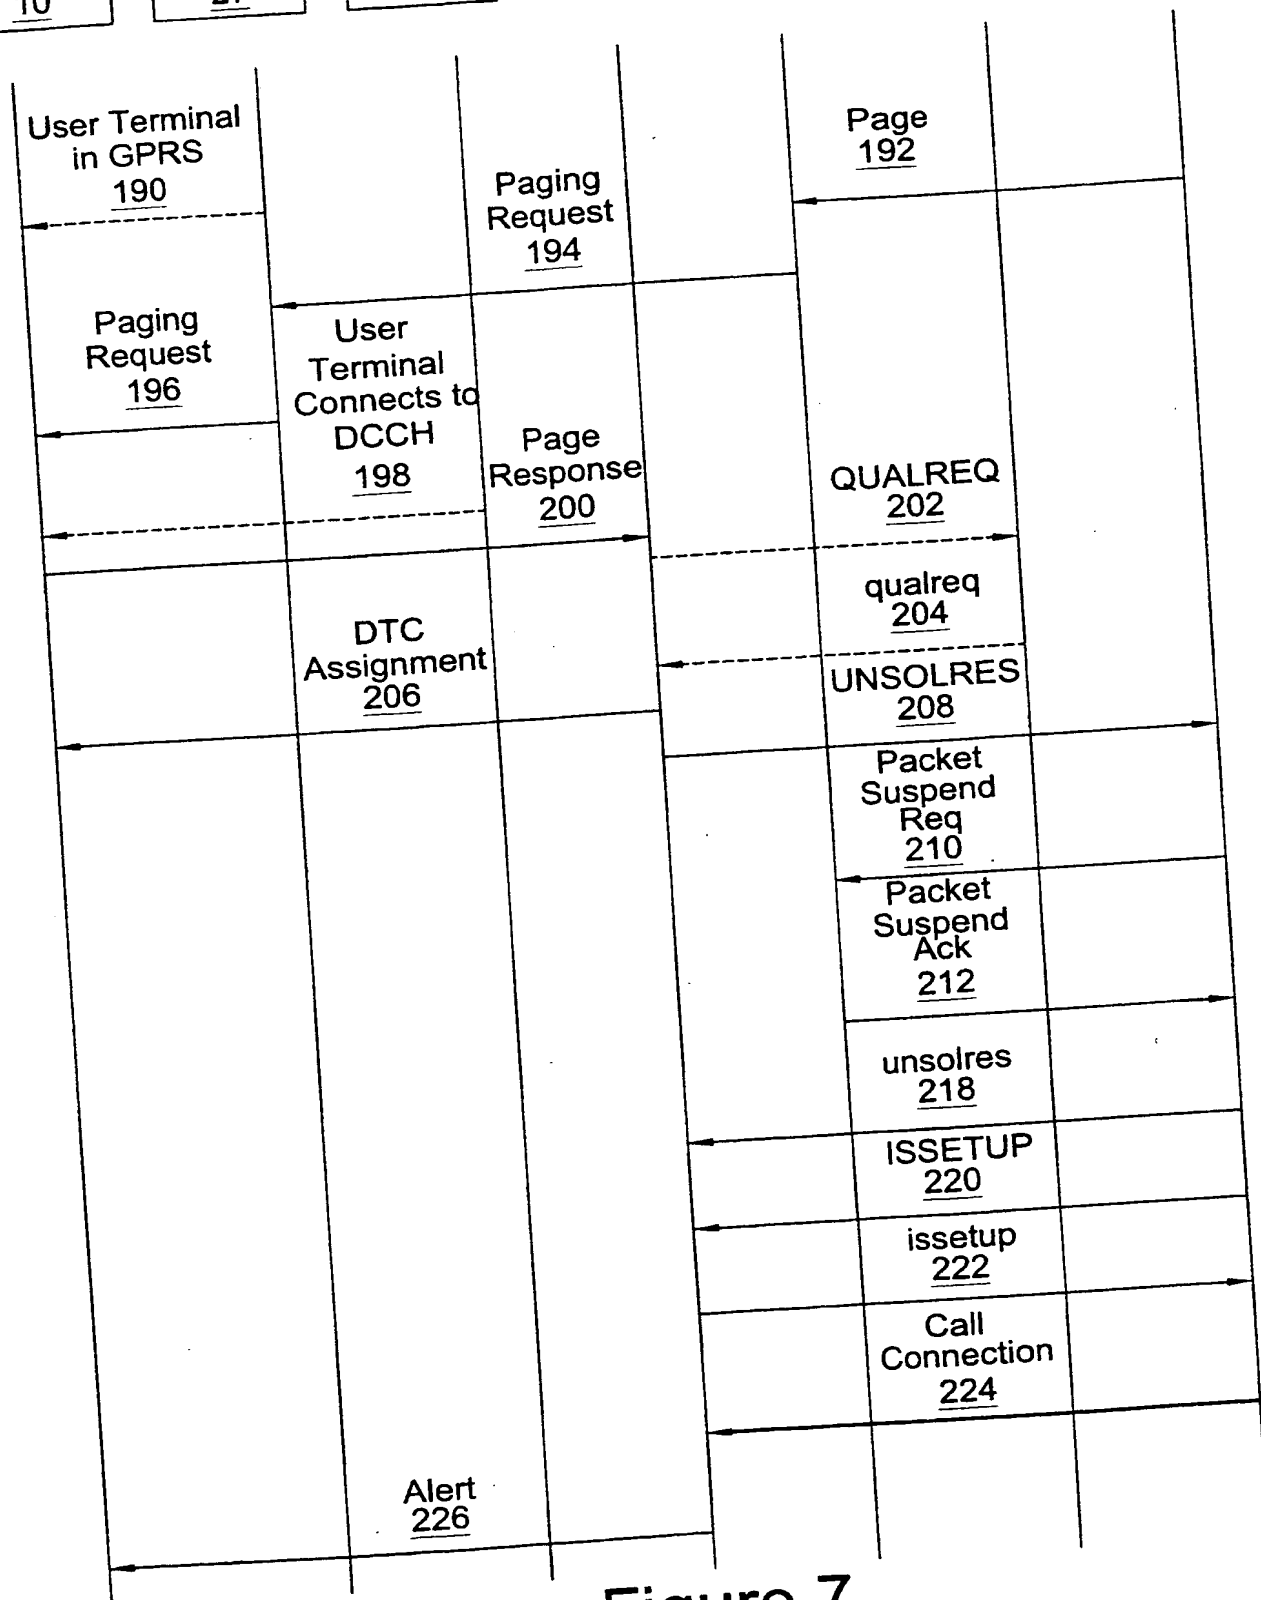 10
User Terminal
in GPRS
190
Page
192
Paging
Request
194
Paging
Request
196
User
Terminal
Connects to
DCCH
198
Page
Response
200
QUALREQ
202
qualreq
204
DTC
Assignment
206
UNSOLRES
208
Packet
Suspend
Req
210
Packet
Suspend
Ack
212
unsolres
218
ISSETUP
220
issetup
222
Call
Connection
224
Alert
226
Figure 7